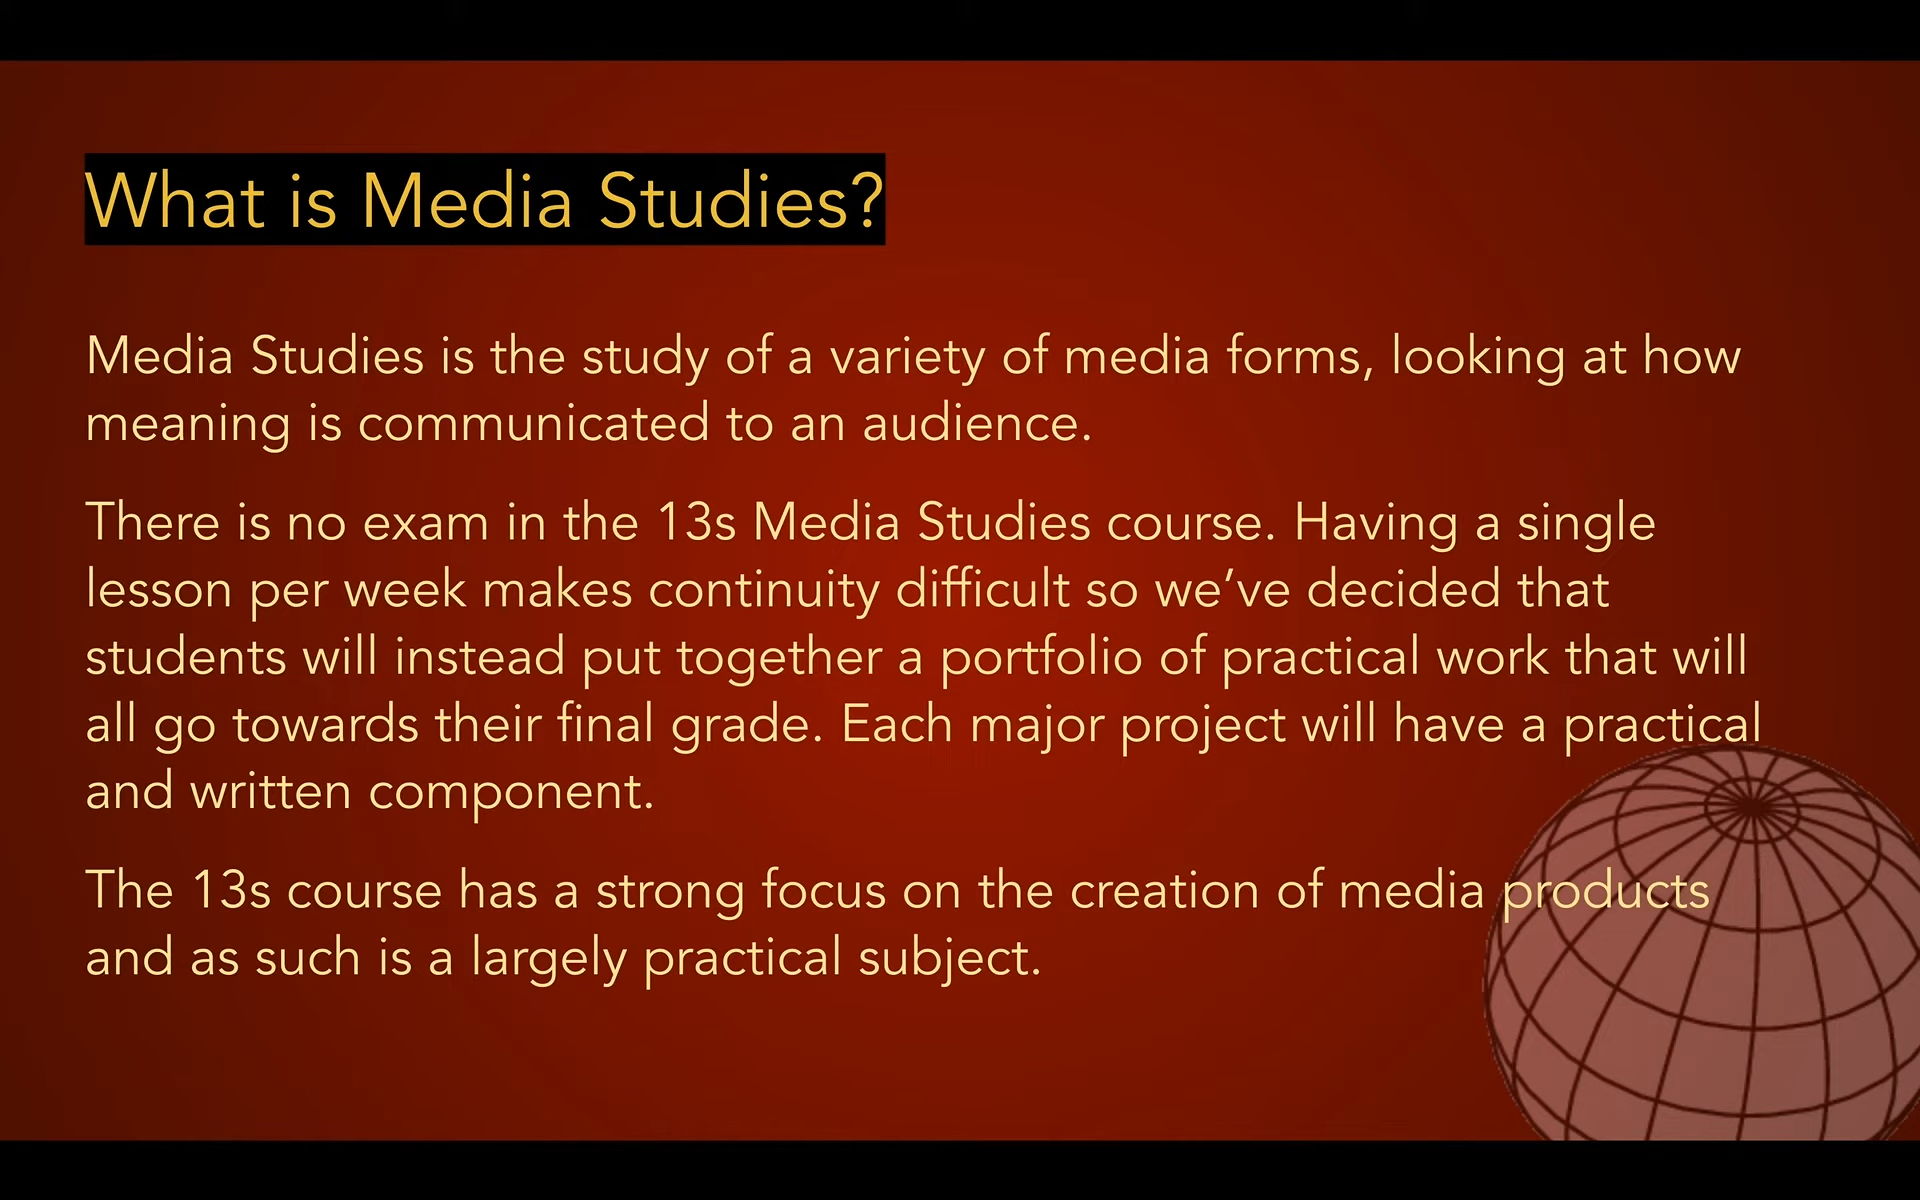 What is Media Studies?
Media Studies is the study of a variety of media forms, looking at how
meaning is communicated to an audience.
There is no exam in the 13s Media Studies course. Having a single
lesson per week makes continuity difficult so we’ve decided that
students will instead put together a portfolio of practical work that will
all go towards their final grade. Each major project will have a practical
and written component.
The 13s course has a strong focus on the creation of media products
and as such is a largely practical subject.